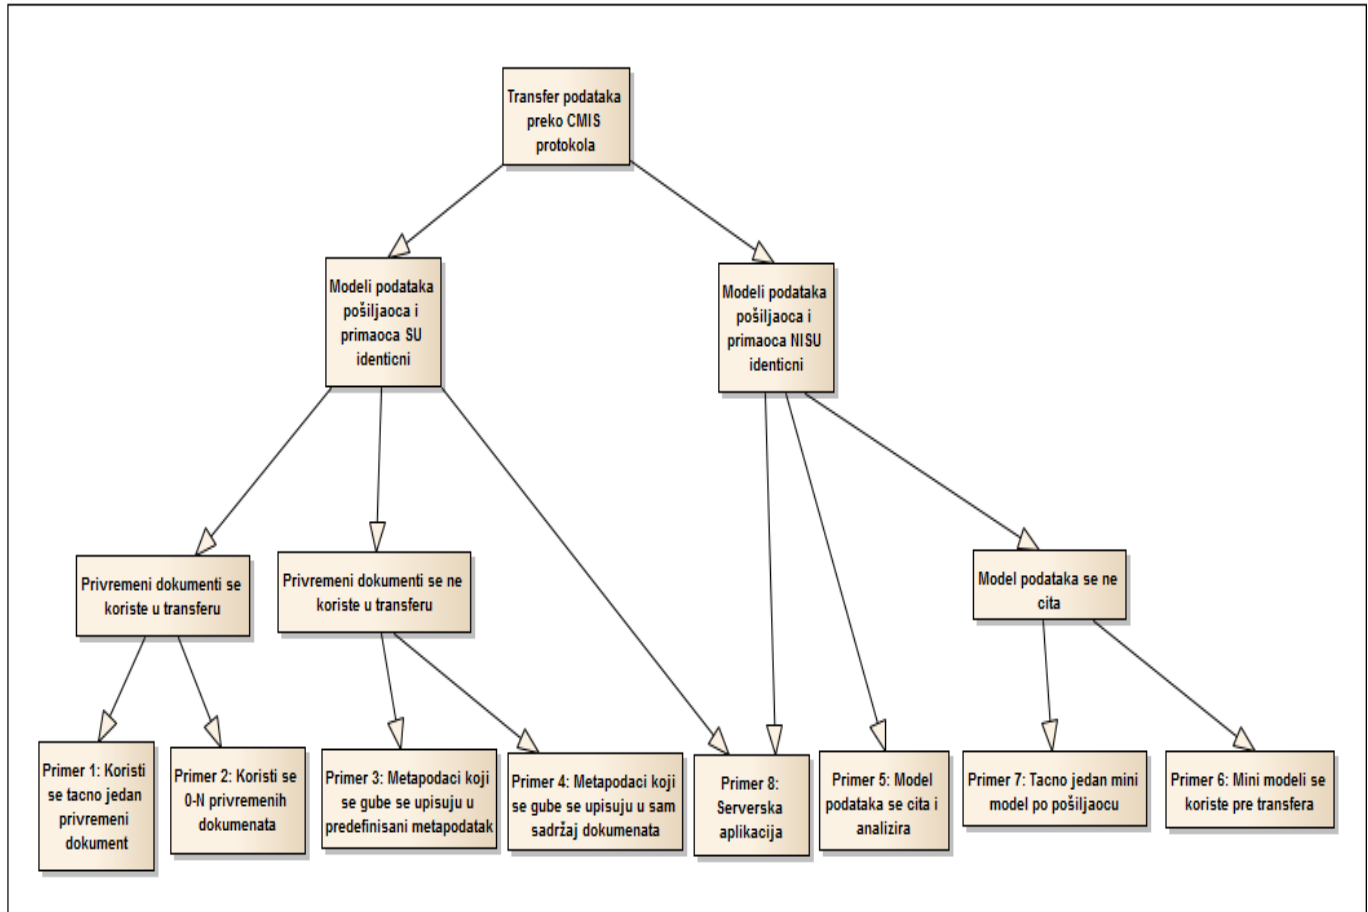 Transfer podataka
preko CMIS
protokola
Modeli podataka
pošiljaoca i
primaoca SU
identicni
Modeli podataka
pošiljaoca i
primaoca NISU
identicni
Privremeni dokumenti se
koriste u transferu
Privremeni dokumenti se ne
koriste u transferu
Model podataka se ne
cita
Primer 1: Koristi
se tacno jedan
privremeni
dokument
Primer 2: Koristi se
0-N privremenih
dokumenata
Primer 3: Metapodaci koji
se gube se upisuju u
predefinisani metapodatak
Primer 4: Metapodaci koji
se gube se upisuju u sam
sadržaj dokumenata
Primer 8:
Serverska
aplikacija
Primer 5: Model
podataka se cita i
analizira
Primer 7: Tacno jedan mini
model po pošiljaocu
Primer 6: Mini modeli se
koriste pre transfera